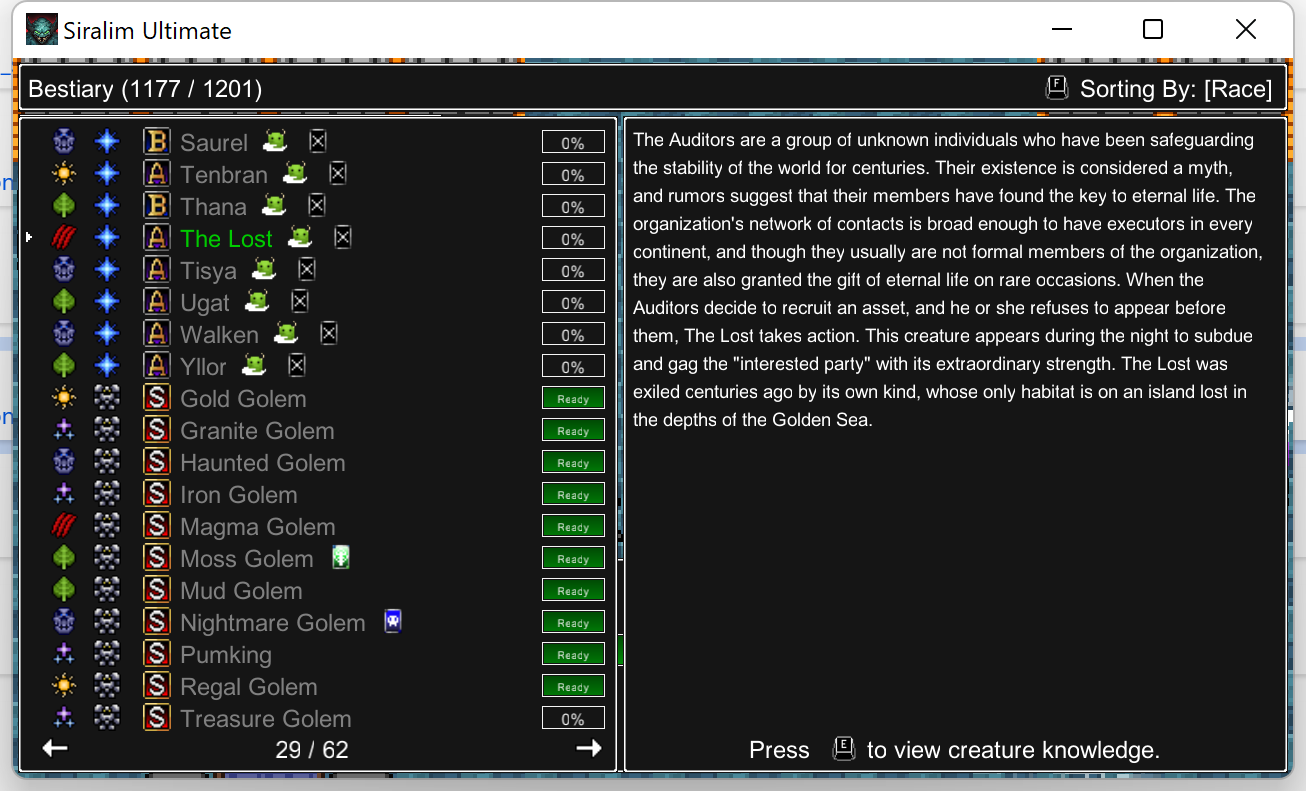 Siralim Ultimate
Bestiary (1177 / 1201)
F Sorting By: [Race]
B Saurel 0%
A Tenbran 0%
B Thana 0%
A The Lost 0%
A Tisya 0%
A Ugat 0%
A Walken 0%
A Yllor 0%
S Gold Golem Ready
S Granite Golem Ready
S Haunted Golem Ready
S Iron Golem Ready
S Magma Golem Ready
S Moss Golem Ready
S Mud Golem Ready
S Nightmare Golem Ready
S Pumking Ready
S Regal Golem Ready
S Treasure Golem 0%
29 / 62
The Auditors are a group of unknown individuals who have been safeguarding
the stability of the world for centuries. Their existence is considered a myth,
and rumors suggest that their members have found the key to eternal life. The
organization's network of contacts is broad enough to have executors in every
continent, and though they usually are not formal members of the organization,
they are also granted the gift of eternal life on rare occasions. When the
Auditors decide to recruit an asset, and he or she refuses to appear before
them, The Lost takes action. This creature appears during the night to subdue
and gag the "interested party" with its extraordinary strength. The Lost was
exiled centuries ago by its own kind, whose only habitat is on an island lost in
the depths of the Golden Sea.
Press E to view creature knowledge.